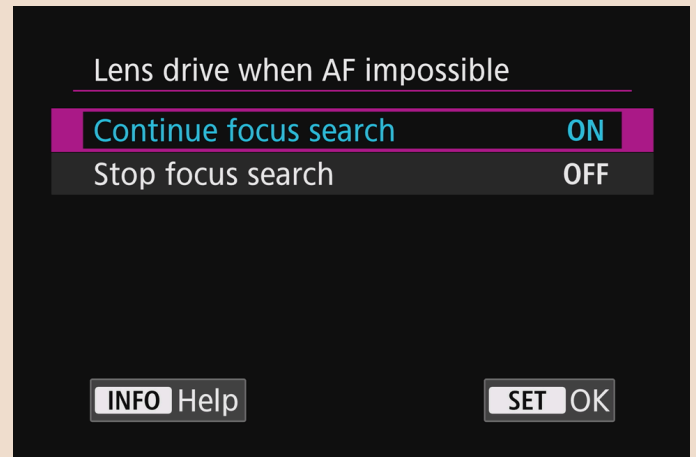 Lens drive when AF impossible
Continue focus search ON
Stop focus search OFF
INFO Help SET OK